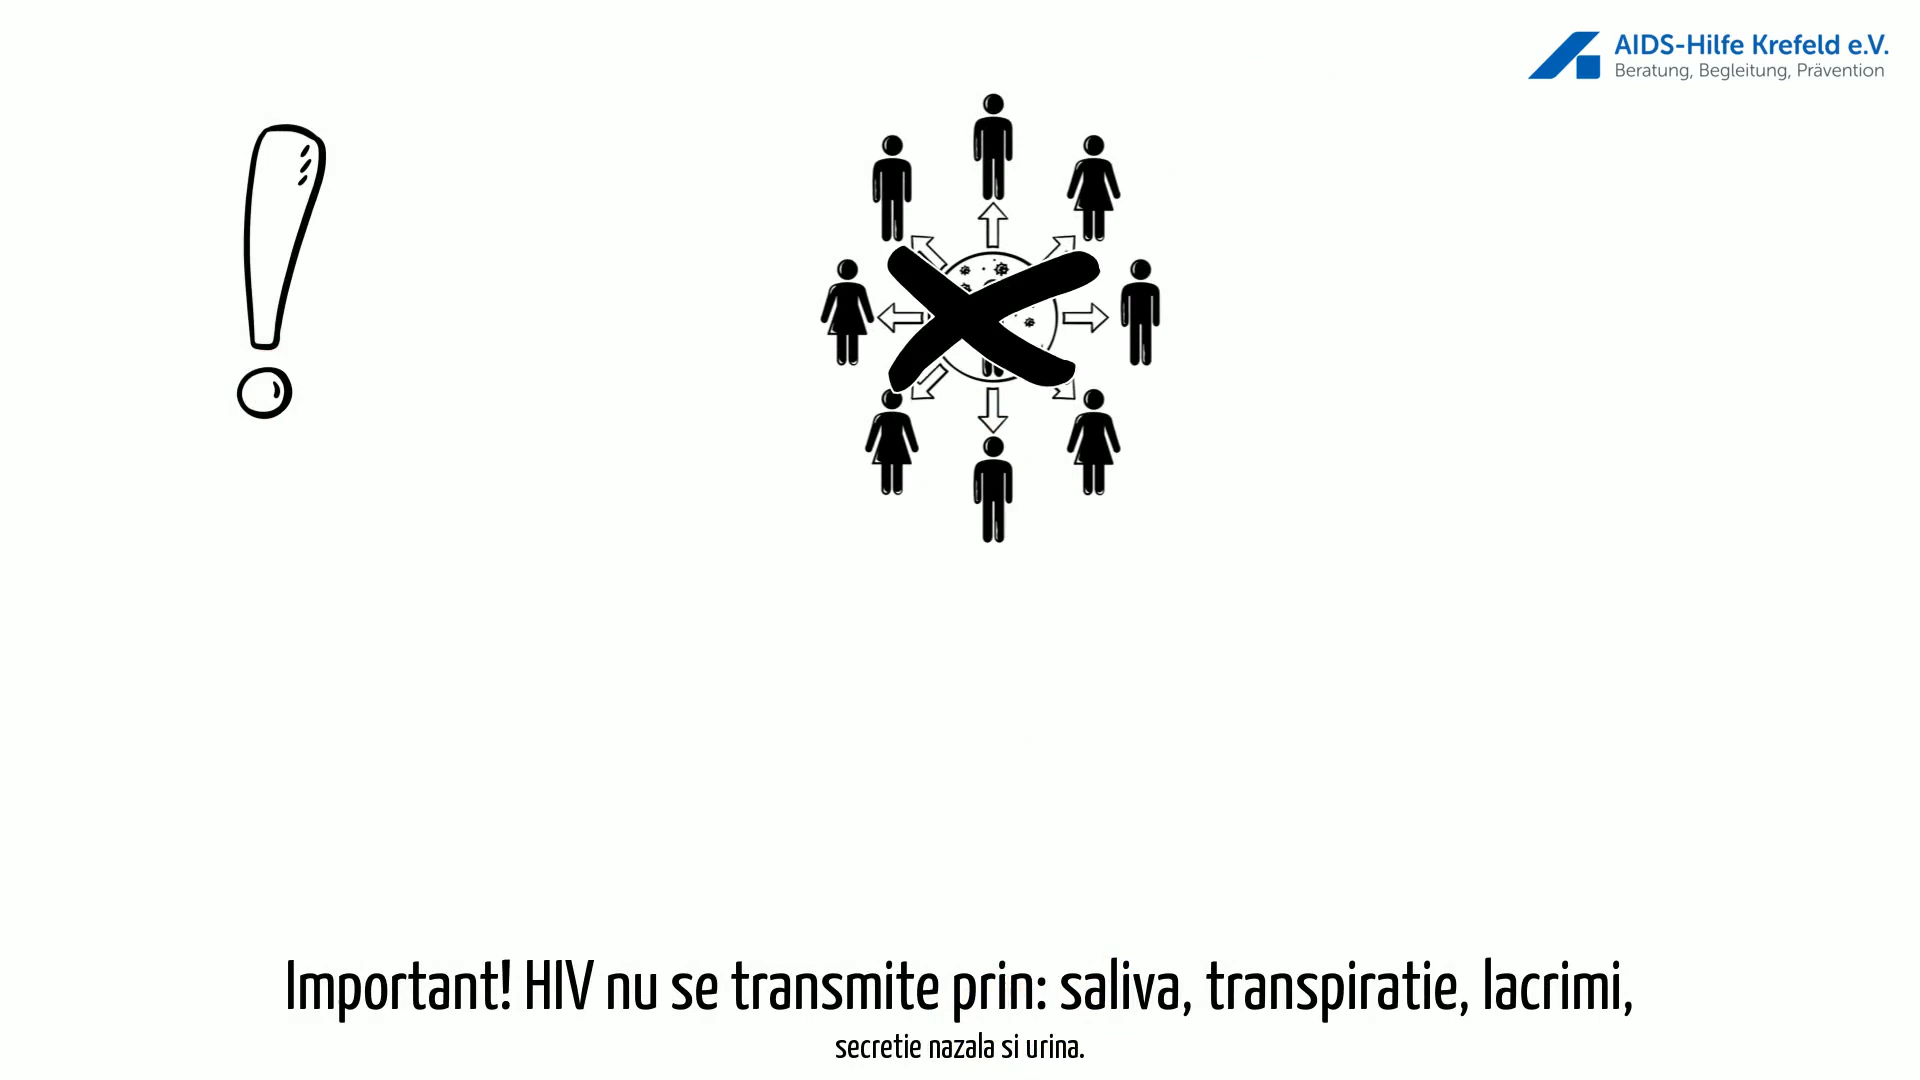 AIDS-Hilfe Krefeld e.V.
Beratung, Begleitung, Prävention
Important! HIV nu se transmite prin: saliva, transpiratie, lacrimi,
secretie nazala si urina.